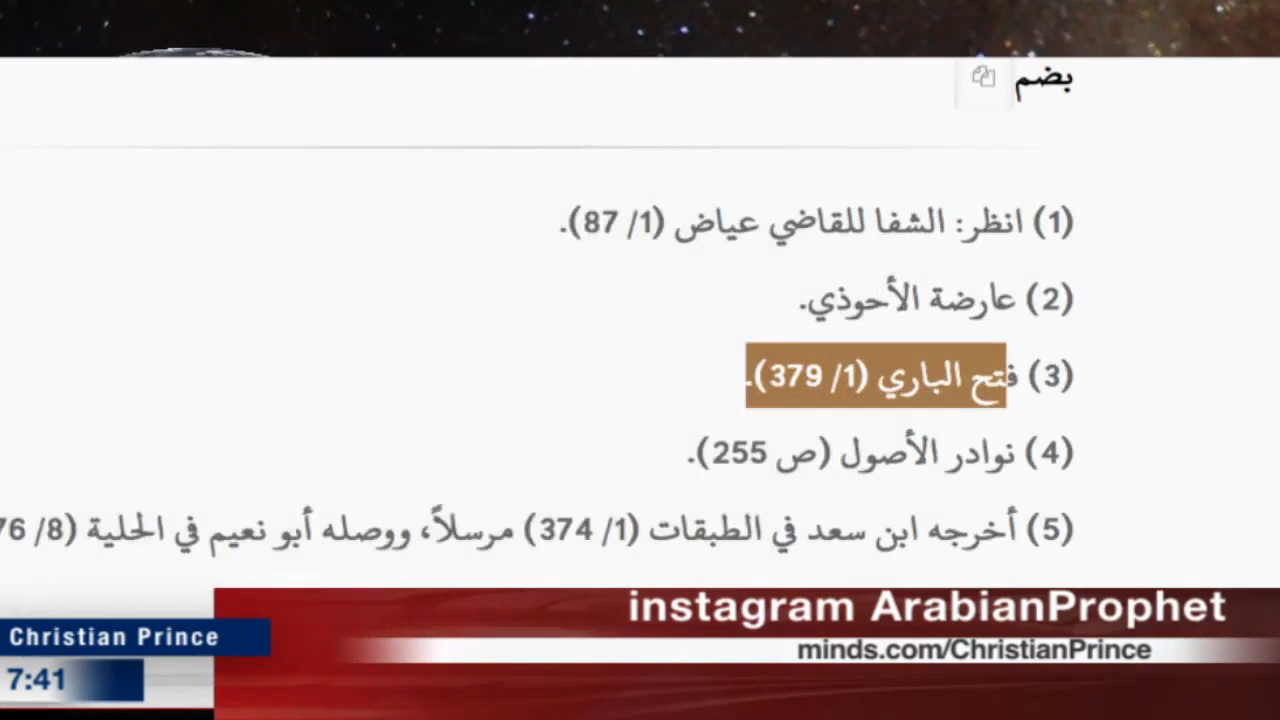 بضم
(1) انظر: الشفا للقاضي عياض (1/ 87).
(2) عارضة الأحوذي.
(3) فتح الباري (1/ 379).
(4) نوادر الأصول (ص 255).
(5) أخرجه ابن سعد في الطبقات (1/ 374) مرسلاً، ووصله أبو نعيم في الحلية (8/ 76
instagram ArabianProphet
Christian Prince
minds.com/ChristianPrince
7:41